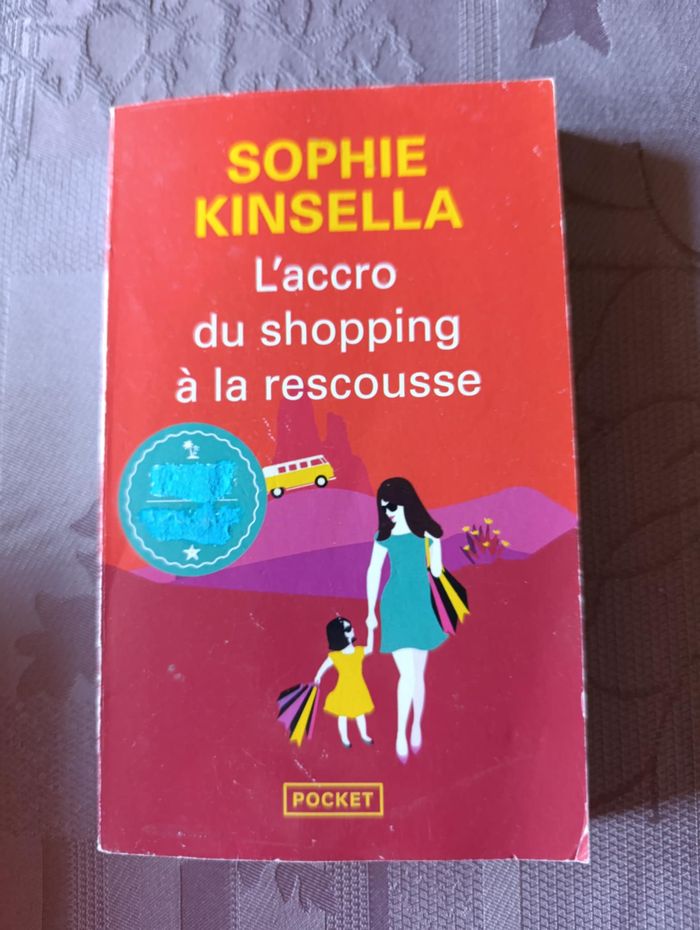 SOPHIE
KINSELLA
L'accro
du shopping
à la rescousse
POCKET